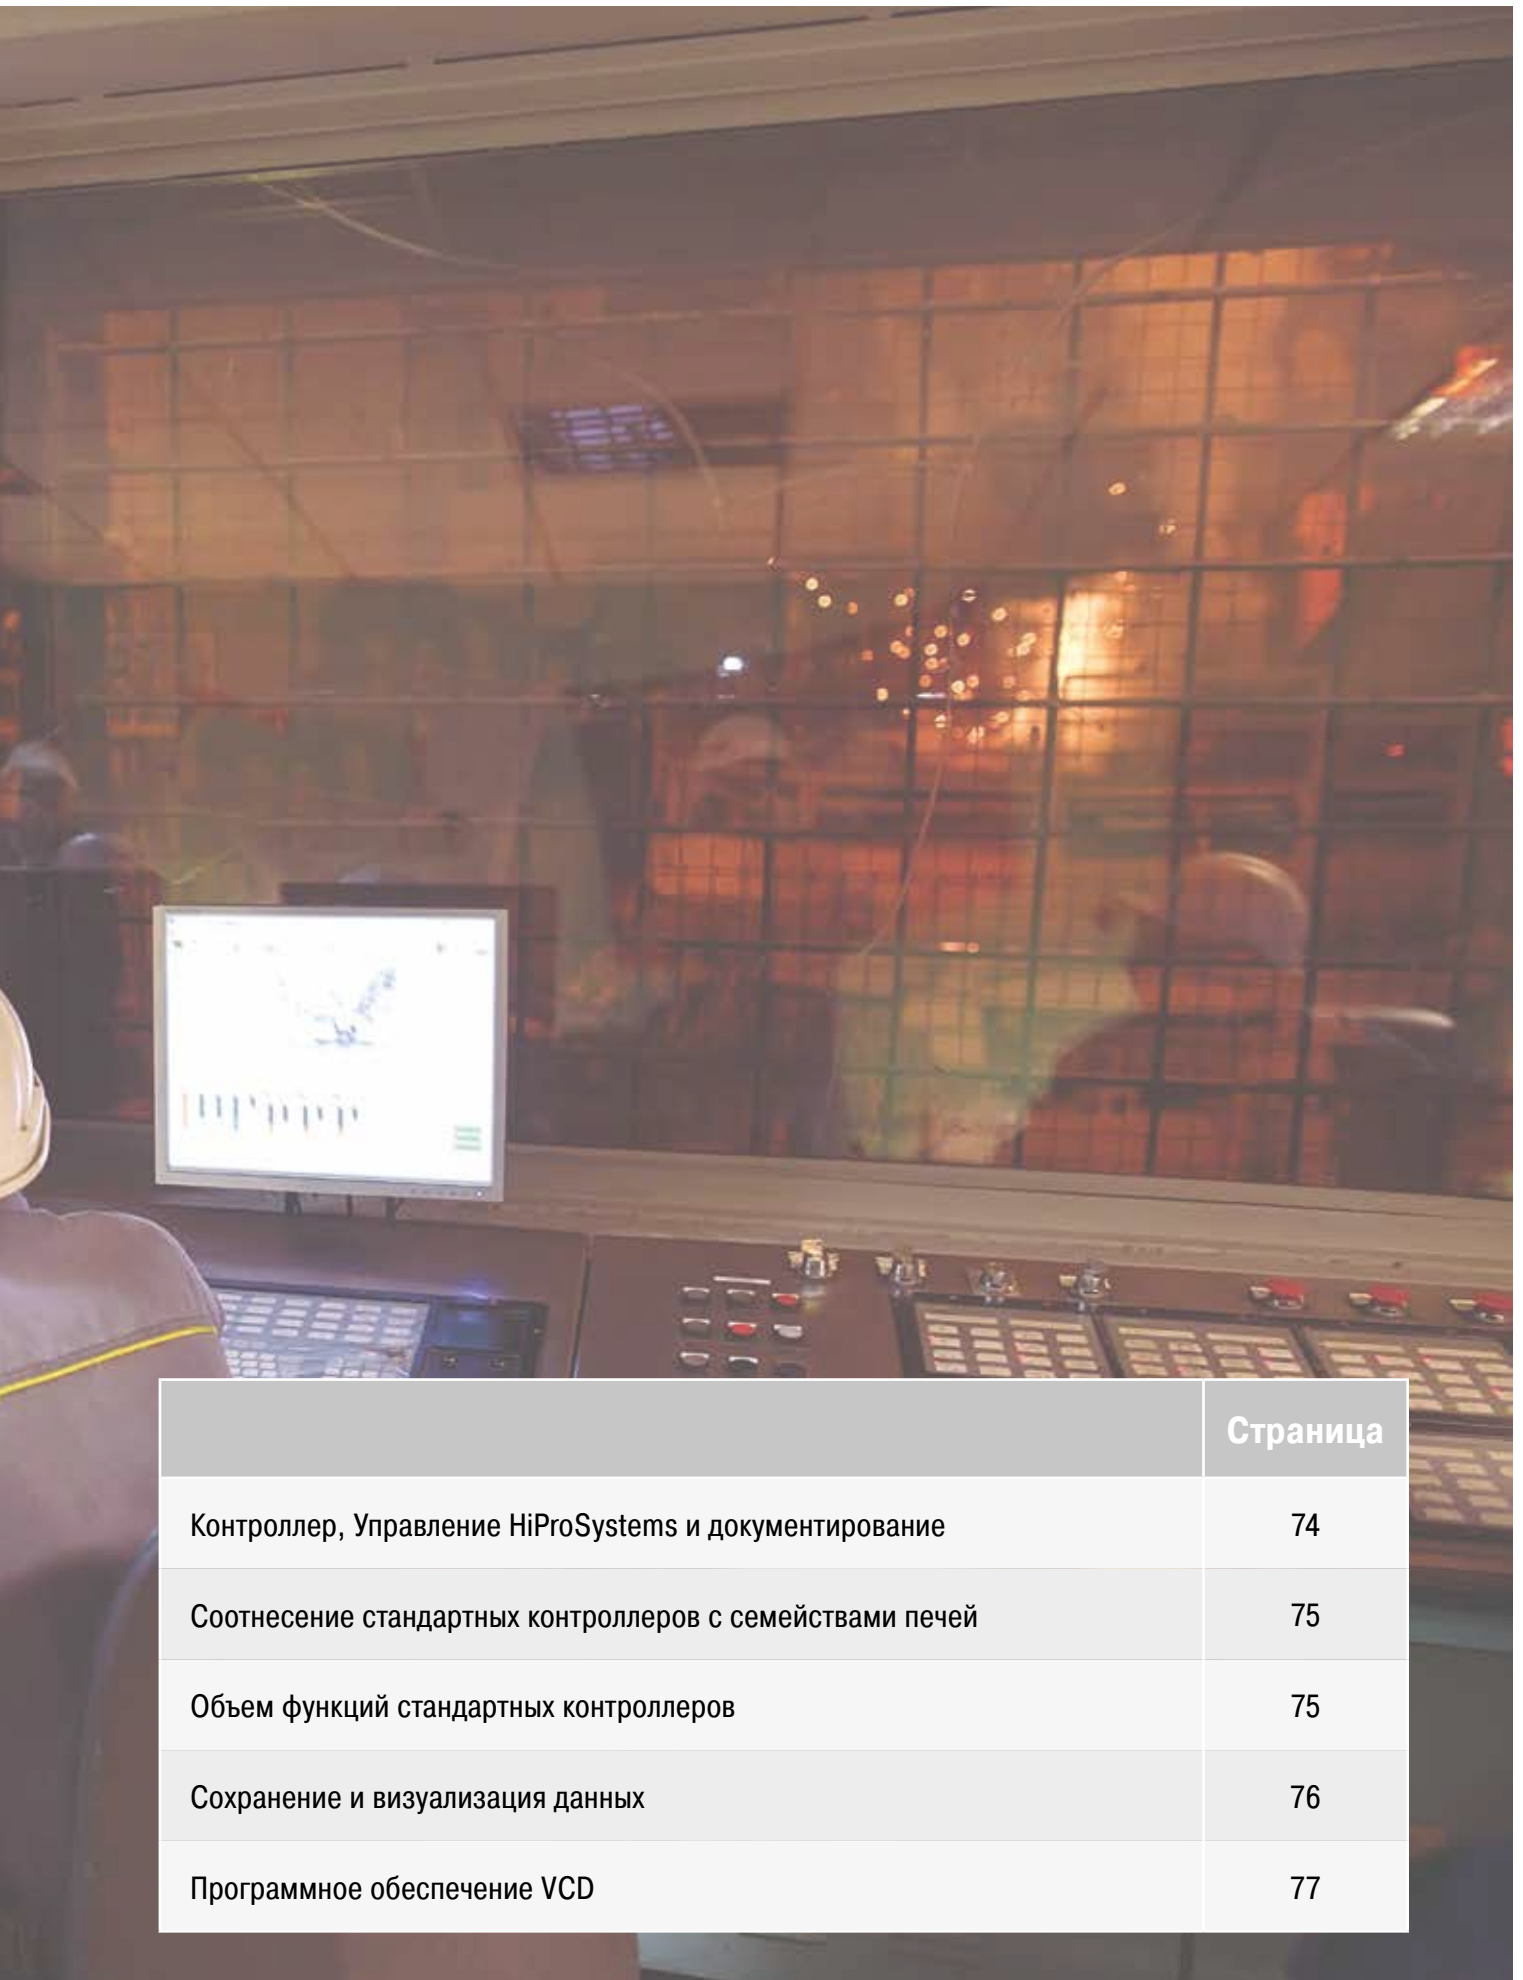 Страница
Контроллер, Управление HiProSystems и документирование 74
Соотнесение стандартных контроллеров с семействами печей 75
Объем функций стандартных контроллеров 75
Сохранение и визуализация данных 76
Программное обеспечение VCD 77